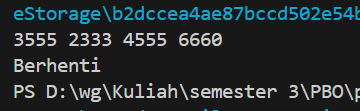 eStorage\b2dccea4ae87bccd502e54b
3555 2333 4555 6660
Berhenti
PS D:\wg\Kuliah\semester 3\PBO\p